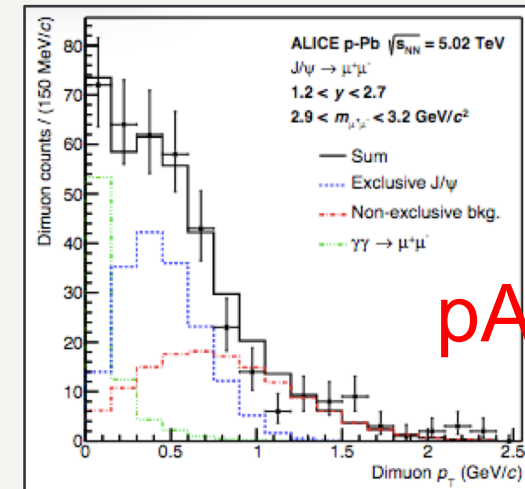 ALICE p-Pb √sNN = 5.02 TeV
J/ψ → μ⁺μ⁻
1.2 < y < 2.7
2.9 < mμ⁺μ⁻ < 3.2 GeV/c²
Sum
Exclusive J/ψ
Non-exclusive bkg.
γγ → μ⁺μ⁻
pA
Dimuon counts / (150 MeV/c)
80
70
60
50
40
30
20
10
0
0 0.5 1 1.5 2 2.5
Dimuon pT (GeV/c)